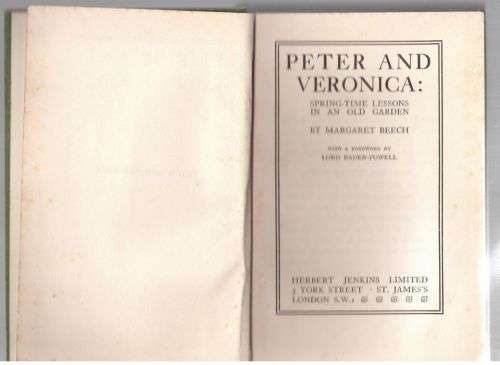 PETER AND
VERONICA:
SPRING-TIME LESSONS
IN AN OLD GARDEN
BY MARGARET BEECH
WITH A FOREWORD BY
LORD BADEN-POWELL
HERBERT JENKINS LIMITED
3 YORK STREET · ST. JAMES'S
LONDON S.W.1